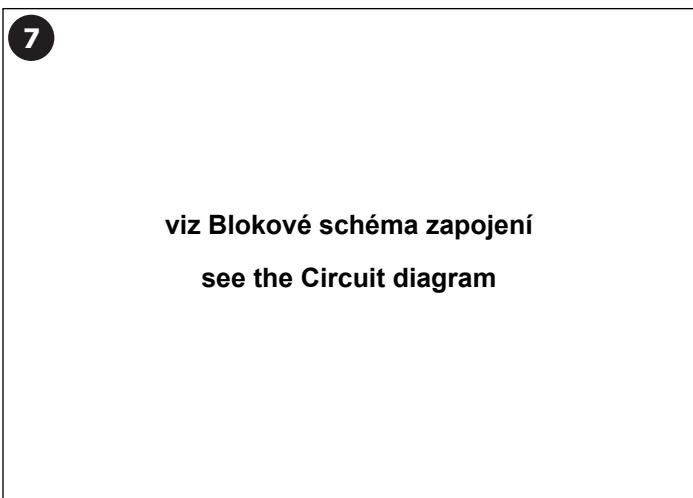 7
viz Blokové schéma zapojení
see the Circuit diagram